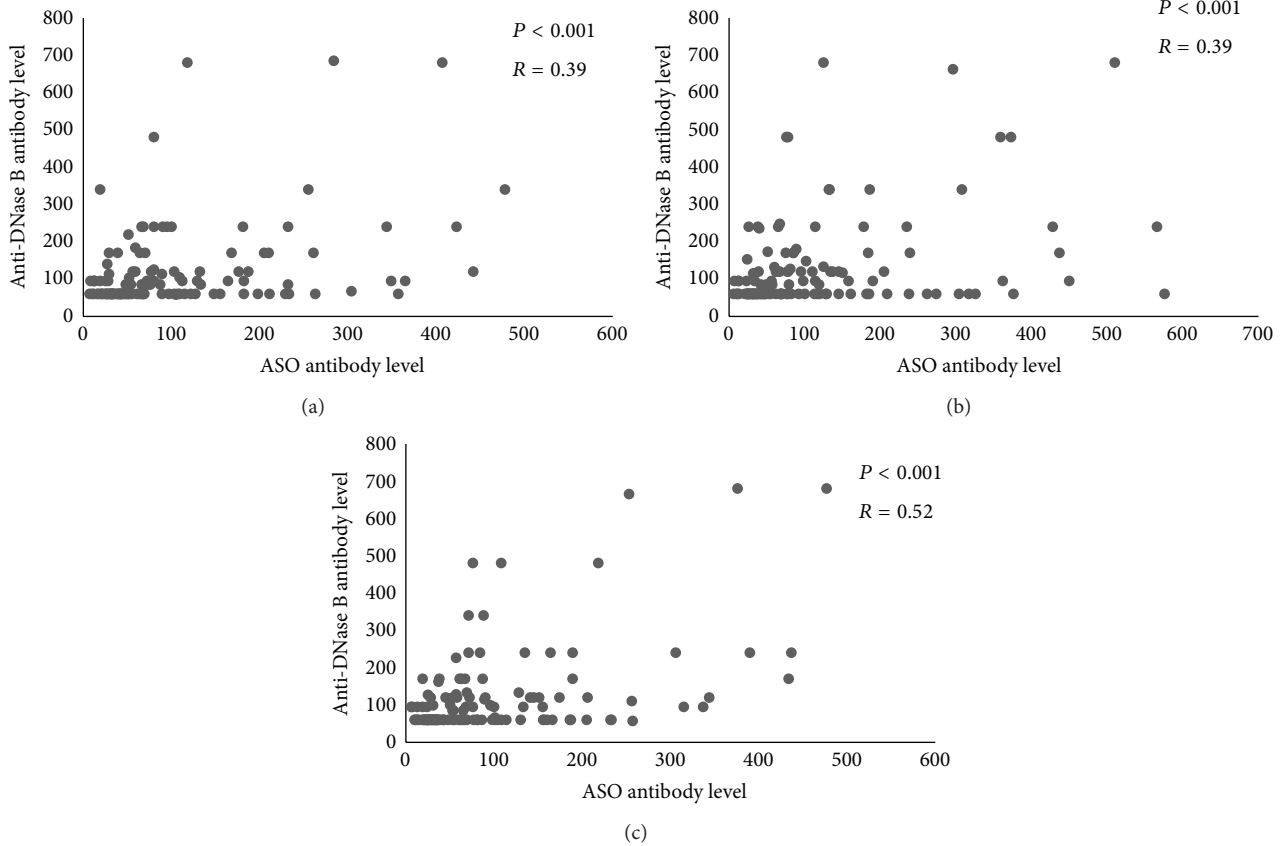 800
700
600
500
400
300
200
100
0
Anti-DNase B antibody level
P < 0.001
R = 0.39
0 100 200 300 400 500 600
ASO antibody level
(a)
800
700
600
500
400
300
200
100
0
Anti-DNase B antibody level
P < 0.001
R = 0.39
0 100 200 300 400 500 600 700
ASO antibody level
(b)
800
700
600
500
400
300
200
100
0
Anti-DNase B antibody level
P < 0.001
R = 0.52
0 100 200 300 400 500 600
ASO antibody level
(c)